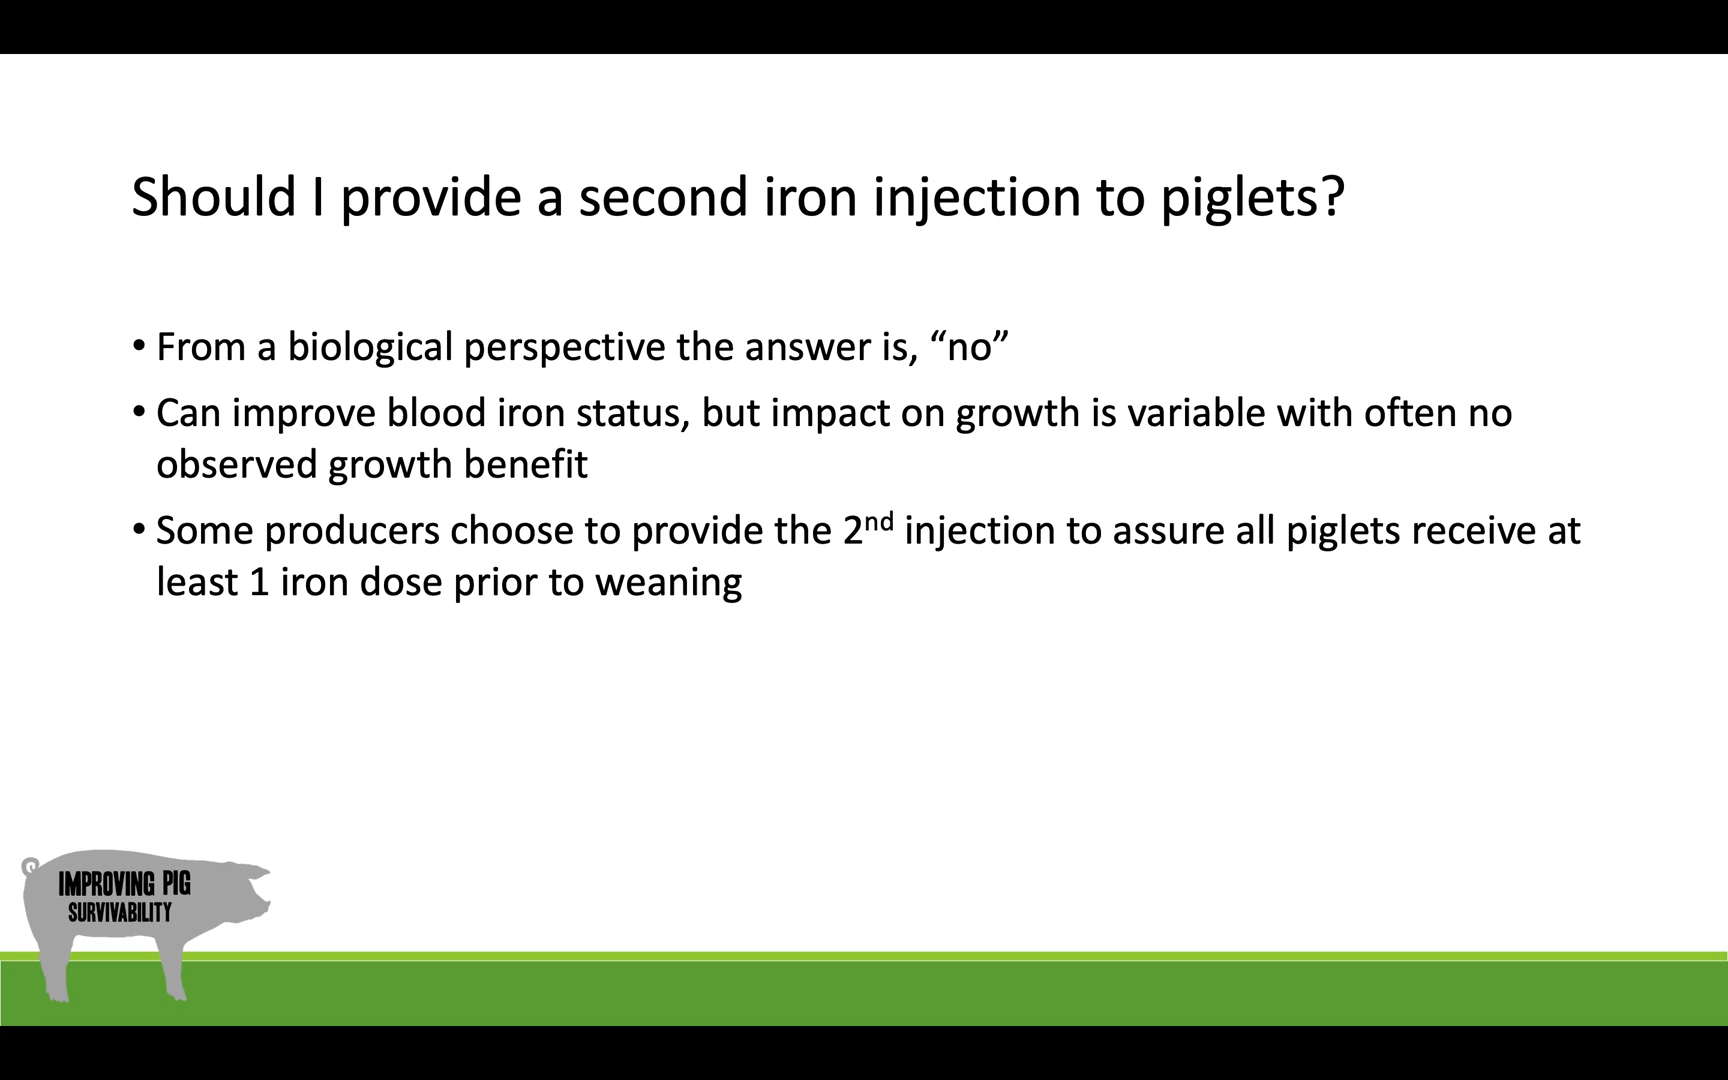 Should I provide a second iron injection to piglets?
• From a biological perspective the answer is, “no”
• Can improve blood iron status, but impact on growth is variable with often no
observed growth benefit
• Some producers choose to provide the 2nd injection to assure all piglets receive at
least 1 iron dose prior to weaning
IMPROVING PIG
SURVIVABILITY